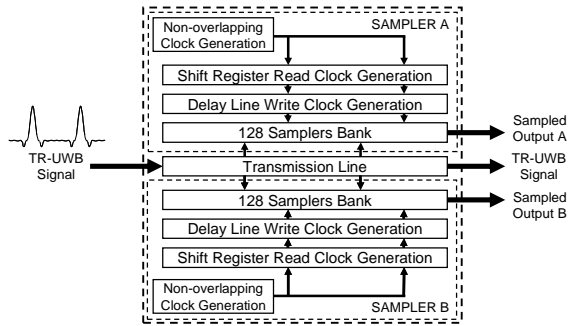 Non-overlapping
Clock Generation
SAMPLER A
Shift Register Read Clock Generation
Delay Line Write Clock Generation
128 Samplers Bank
Sampled
Output A
TR-UWB
Signal
Transmission Line
TR-UWB
Signal
128 Samplers Bank
Sampled
Output B
Delay Line Write Clock Generation
Shift Register Read Clock Generation
Non-overlapping
Clock Generation
SAMPLER B